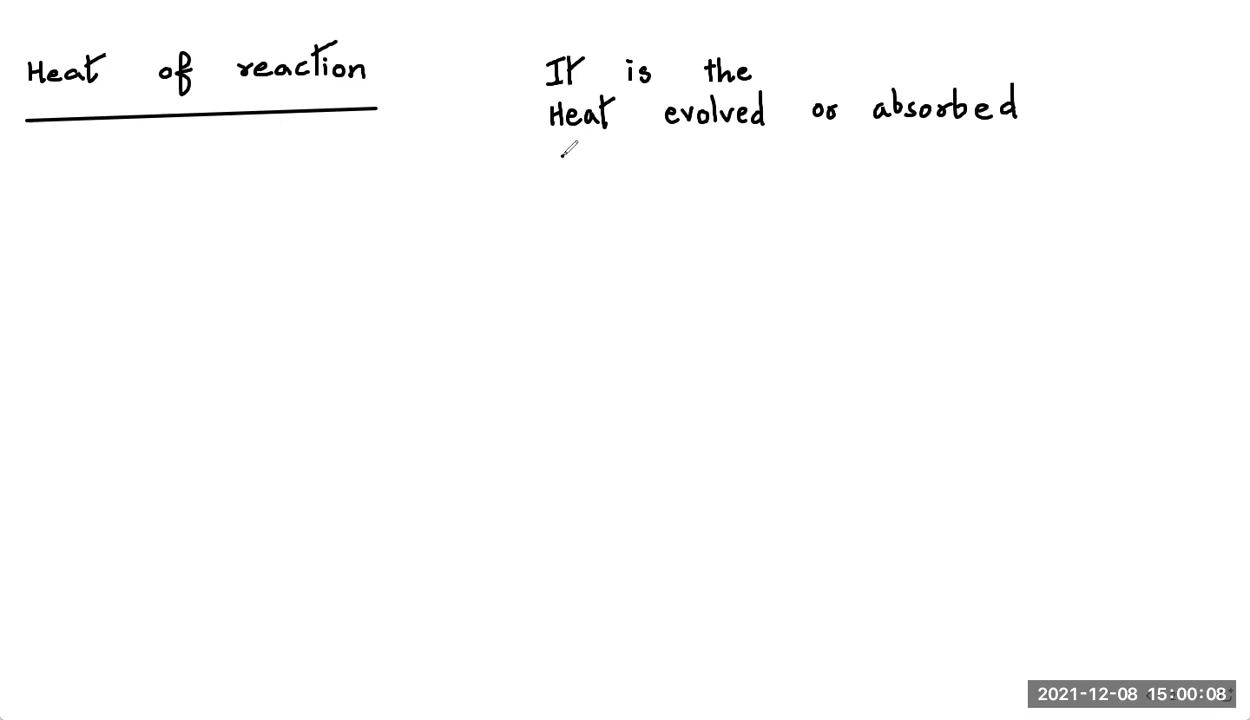 Heat of reaction
It is the
Heat evolved or absorbed
2021-12-08 15:00:08